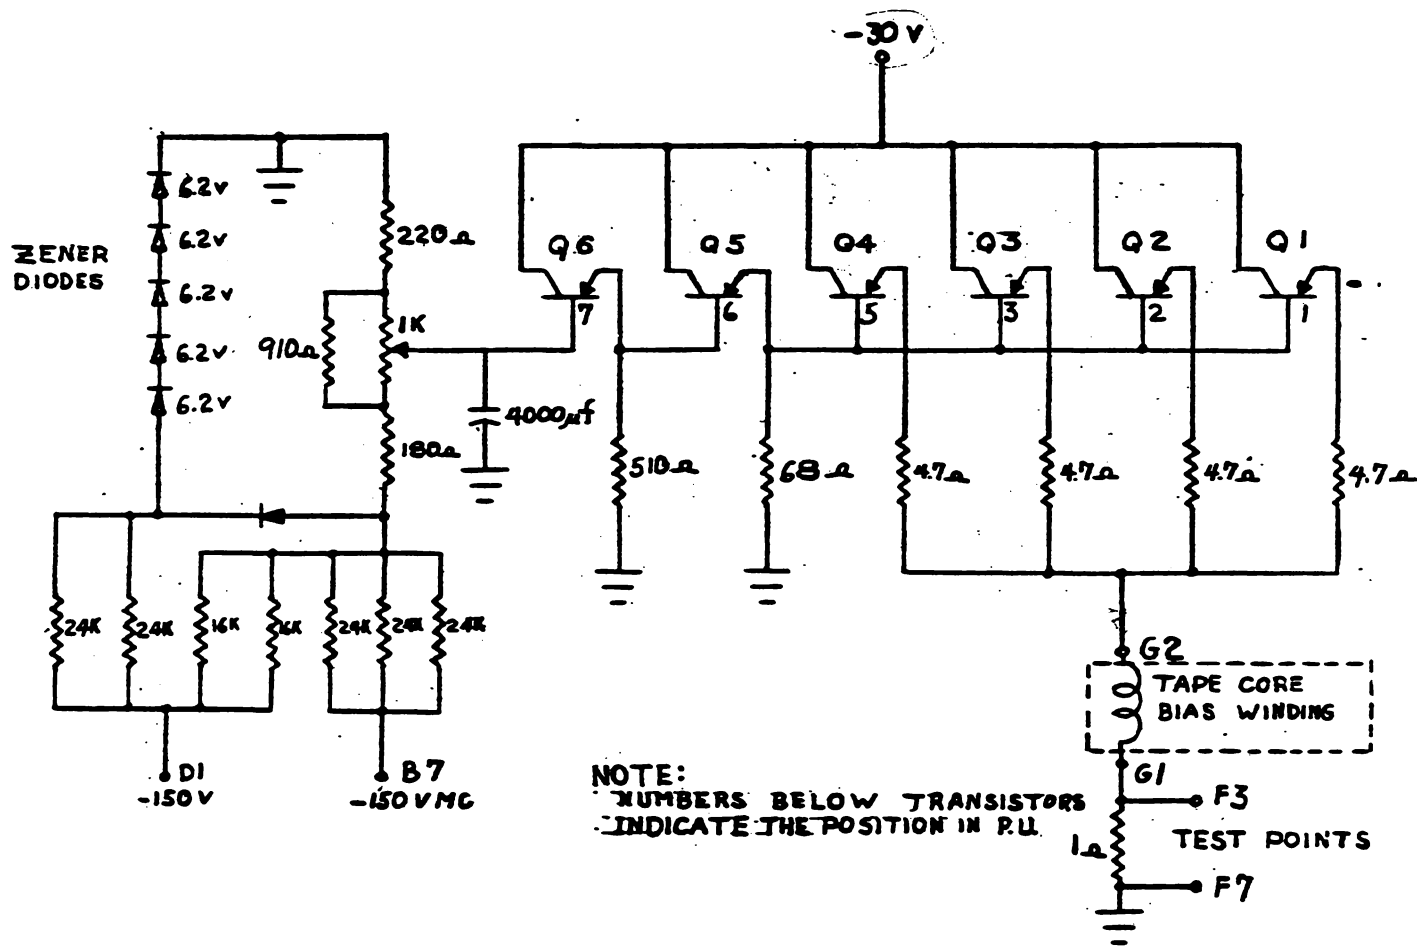 -30 V
6.2V
6.2V
6.2V
6.2V
6.2V
ZENER
DIODES
220Ω
910Ω
1K
180Ω
4000μf
Q6
7
Q5
6
Q4
5
Q3
3
Q2
2
Q1
1
510Ω
68Ω
4.7Ω
4.7Ω
4.7Ω
4.7Ω
24K
24K
16K
24K
24K
24K
D1
-150V
B7
-150 V MC
G2
TAPE CORE
BIAS WINDING
G1
F3
1Ω
TEST POINTS
F7
NOTE:
NUMBERS BELOW TRANSISTORS
INDICATE THE POSITION IN P.U.